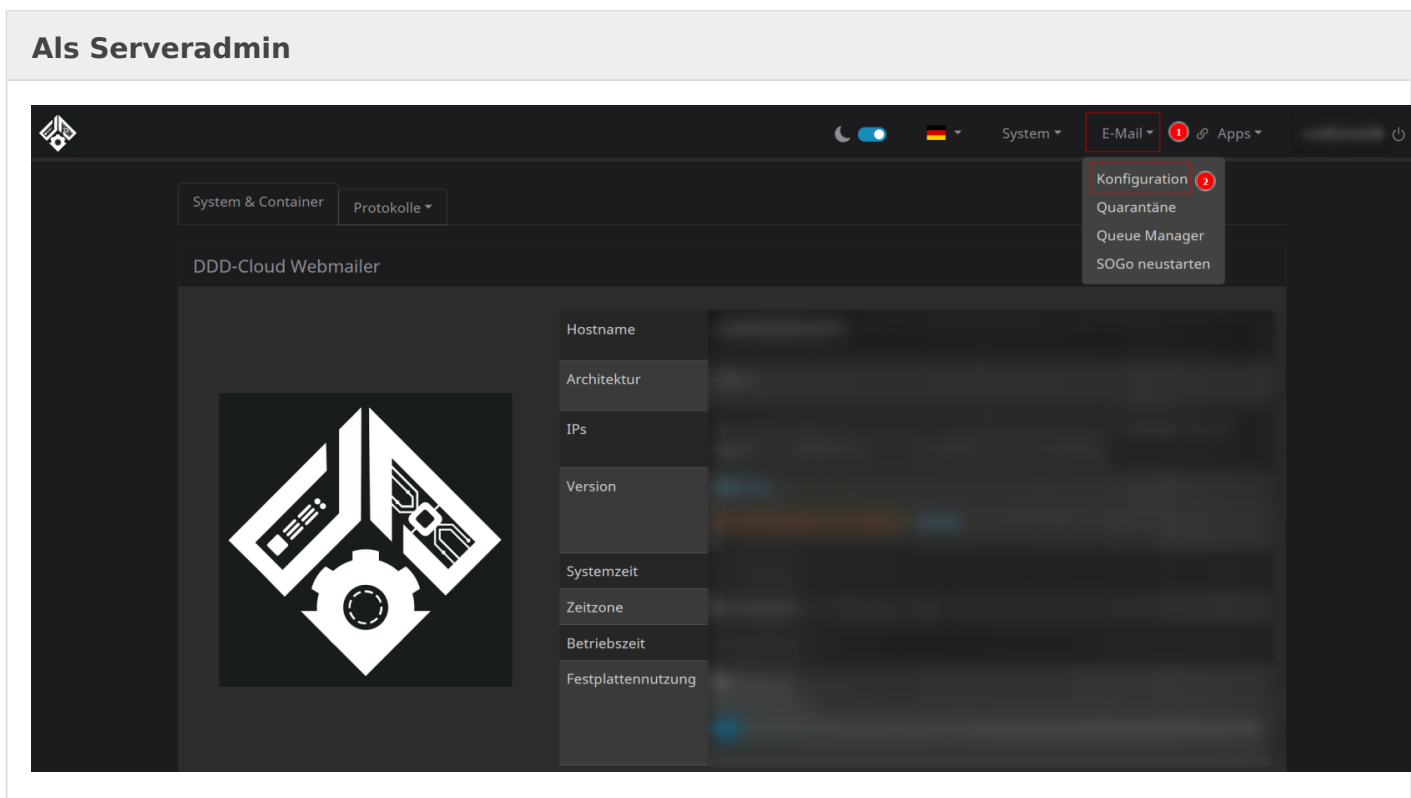 Als Serveradmin
System E-Mail 1 Apps
Konfiguration 2
Quarantäne
Queue Manager
SOGo neustarten
System & Container Protokolle
DDD-Cloud Webmailer
Hostname
Architektur
IPs
Version
Systemzeit
Zeitzone
Betriebszeit
Festplattennutzung